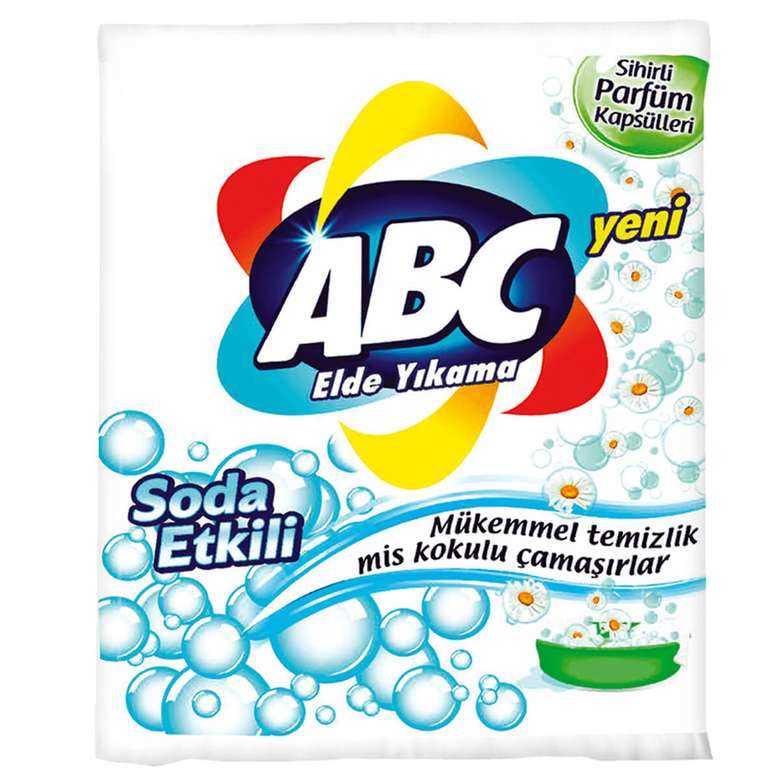 Sihirli
Parfüm
Kapsülleri
yeni
ABC
Elde Yıkama
Soda
Etkili
Mükemmel temizlik
mis kokulu çamaşırlar